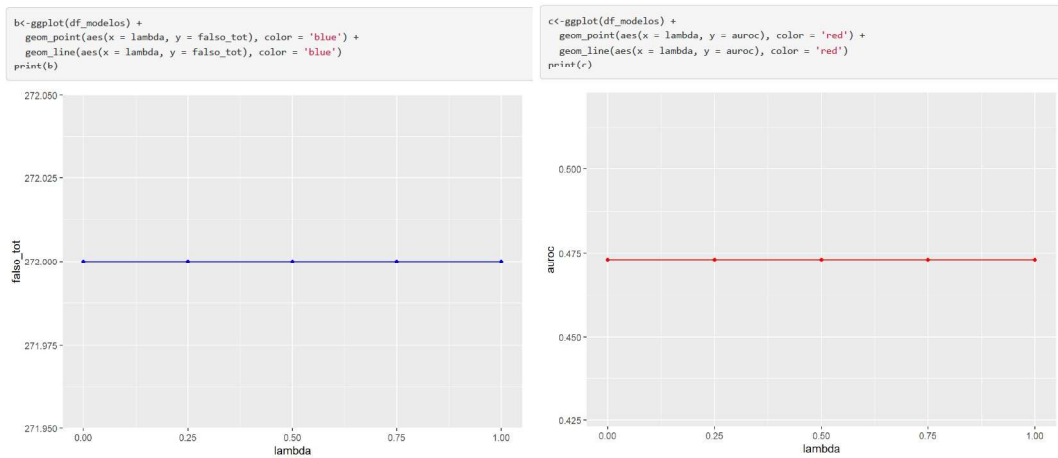 b<-ggplot(df_modelos) +
geom_point(aes(x = lambda, y = falso_tot), color = 'blue') +
geom_line(aes(x = lambda, y = falso_tot), color = 'blue')
print(b)
272.050
272.025
272.000
271.975
271.950
falso_tot
0.00 0.25 0.50 0.75 1.00
lambda
c<-ggplot(df_modelos) +
geom_point(aes(x = lambda, y = auroc), color = 'red') +
geom_line(aes(x = lambda, y = auroc), color = 'red')
print(c)
0.500
0.475
0.450
0.425
auroc
0.00 0.25 0.50 0.75 1.00
lambda